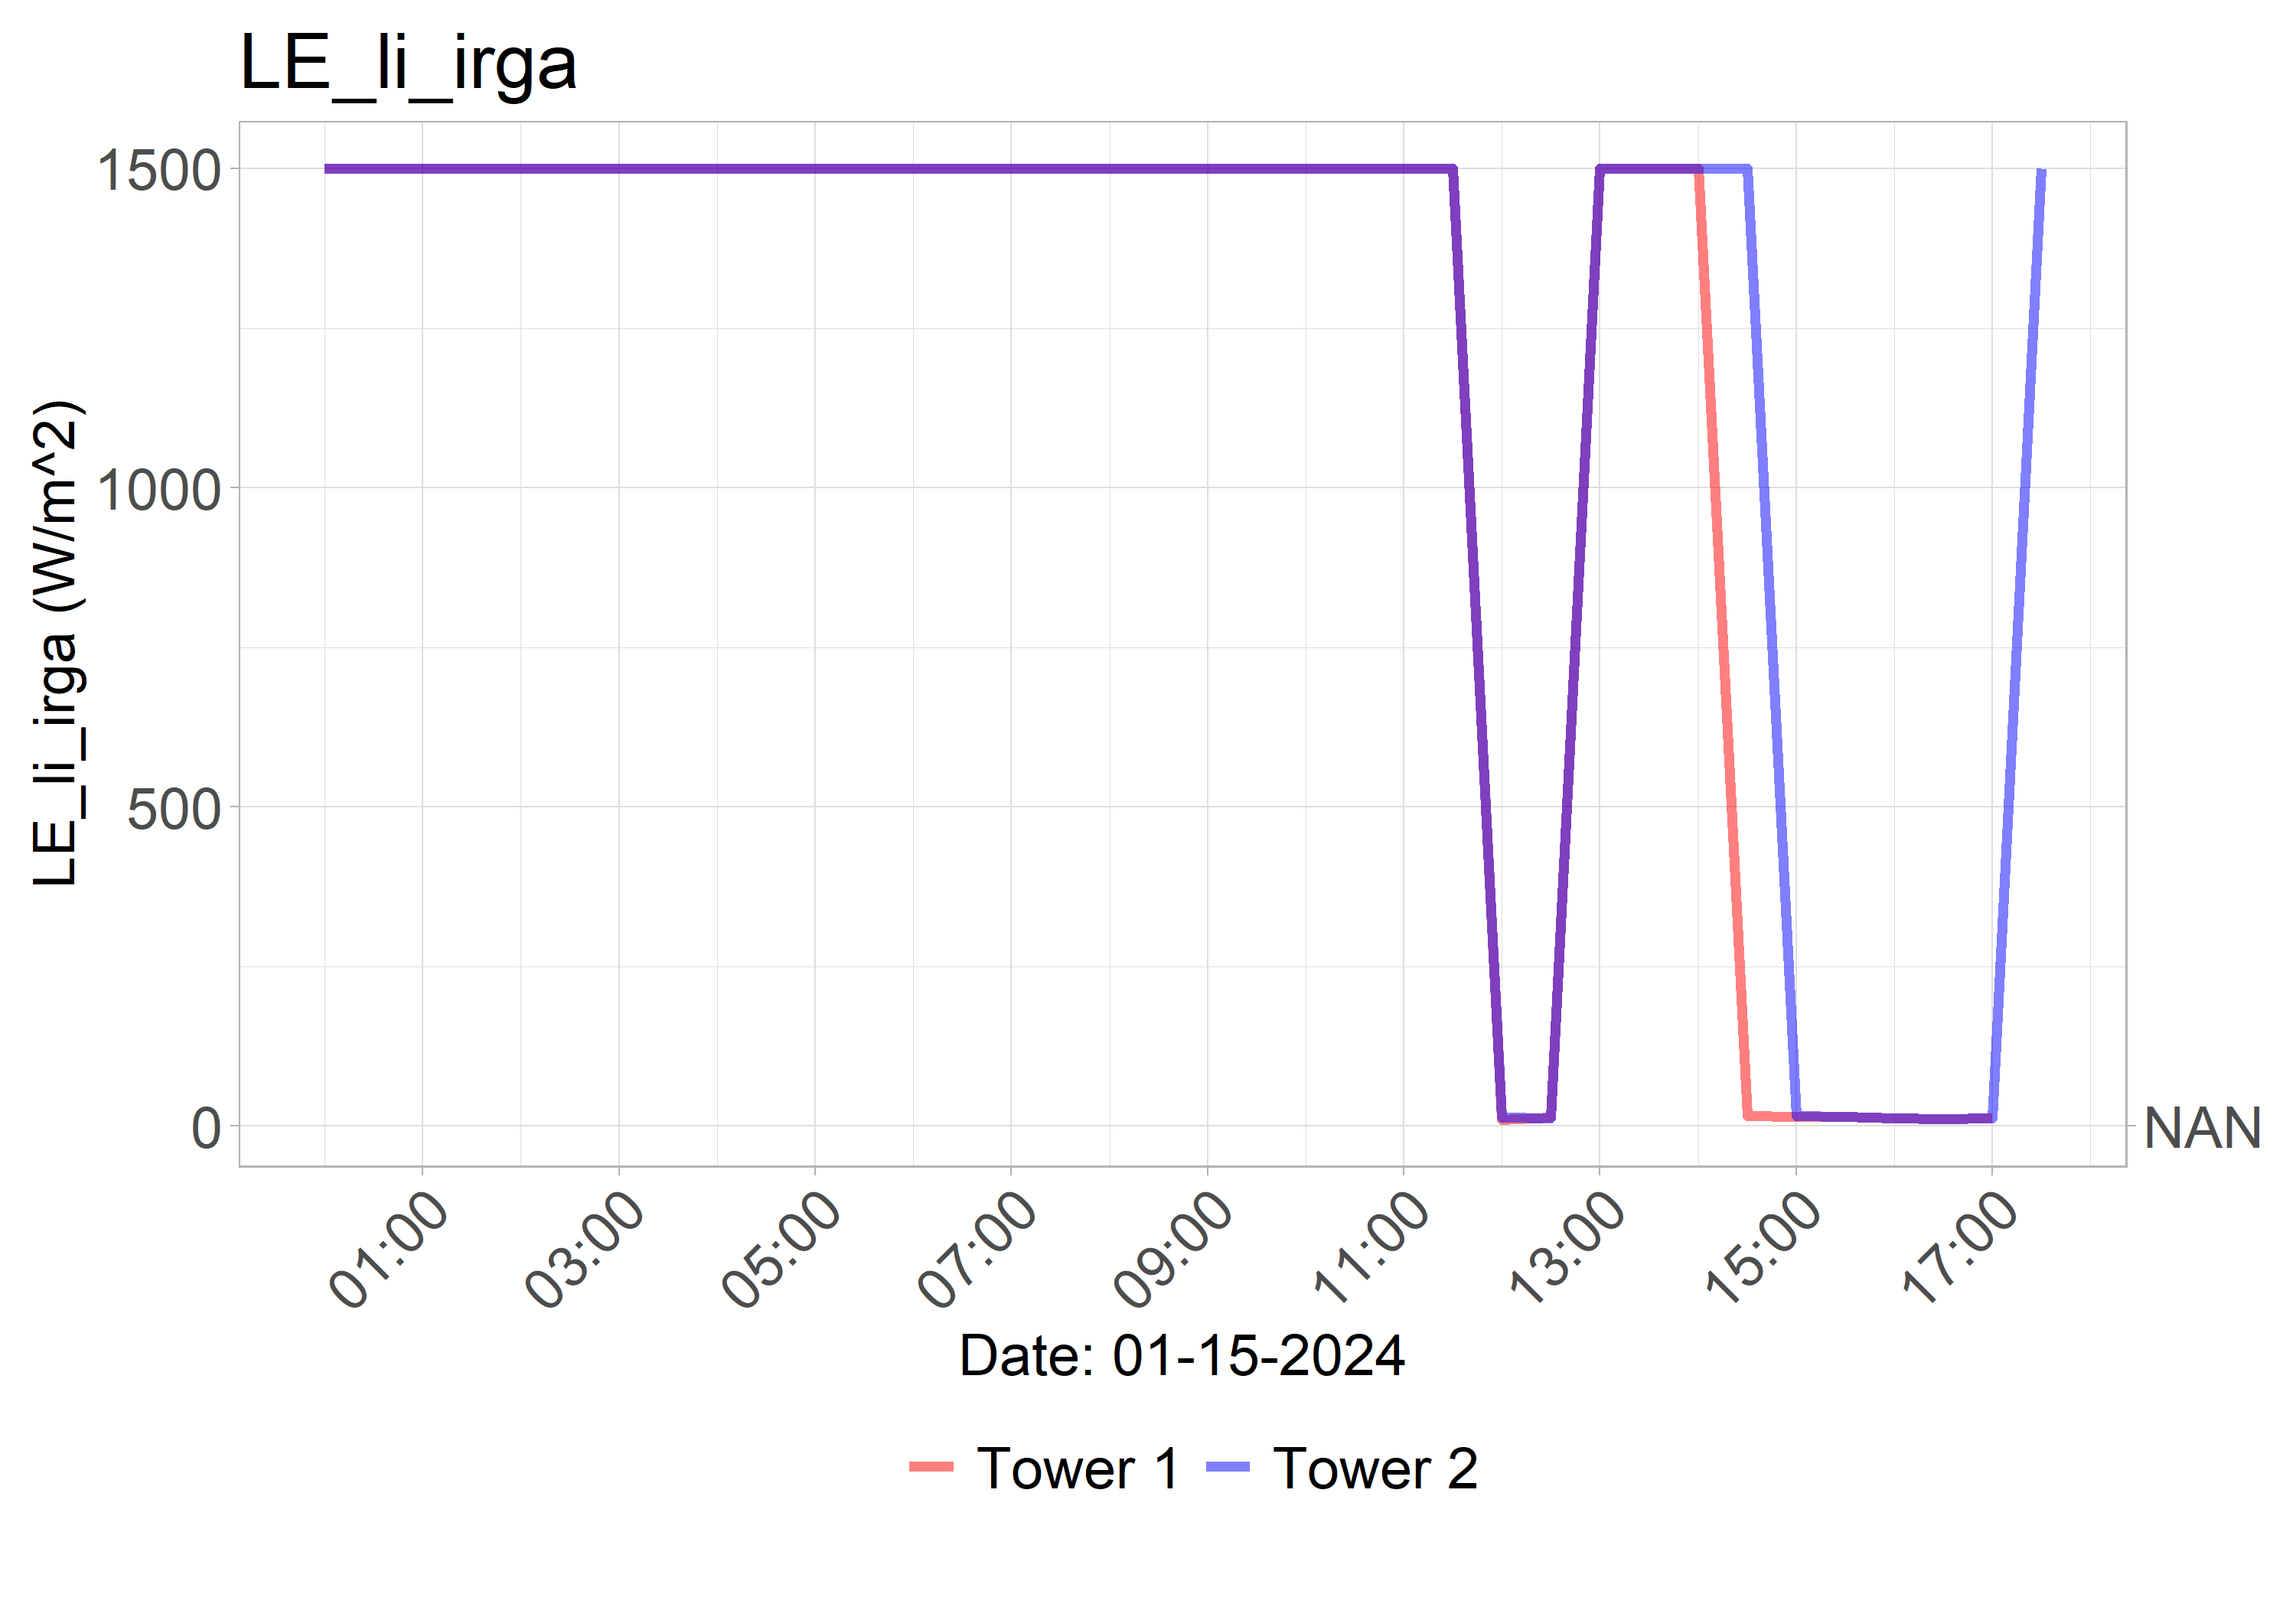 LE_li_irga
LE_li_irga (W/m^2)
1500
1000
500
0
NAN
01:00
03:00
05:00
07:00
09:00
11:00
13:00
15:00
17:00
Date: 01-15-2024
Tower 1
Tower 2